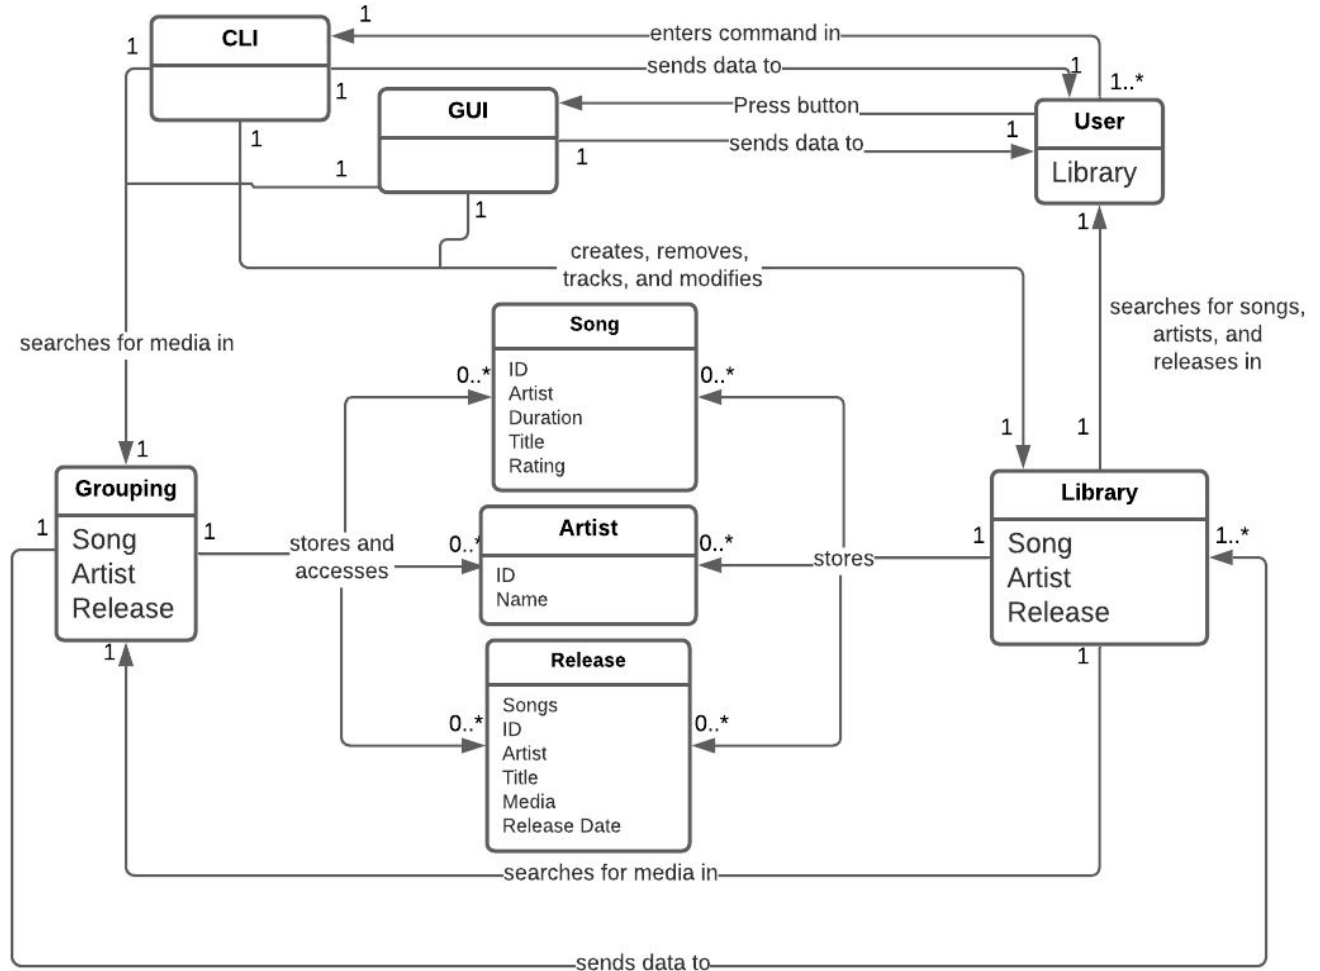 1
CLI
enters command in
1
sends data to
1
1
1..*
GUI
Press button
User
1
1
sends data to
1
1
Library
1
1
creates, removes,
tracks, and modifies
Song
searches for songs,
artists, and
releases in
searches for media in
ID
0..*
0..*
Artist
Duration
Title
Rating
1
1
1
Grouping
Library
1
1
Artist
0..*
1
1..*
Song
Artist
Release
stores and
accesses
0..
stores
Song
Artist
Release
ID
Name
1
Release
1
0..*
0..*
Songs
ID
Artist
Title
Media
Release Date
searches for media in
sends data to